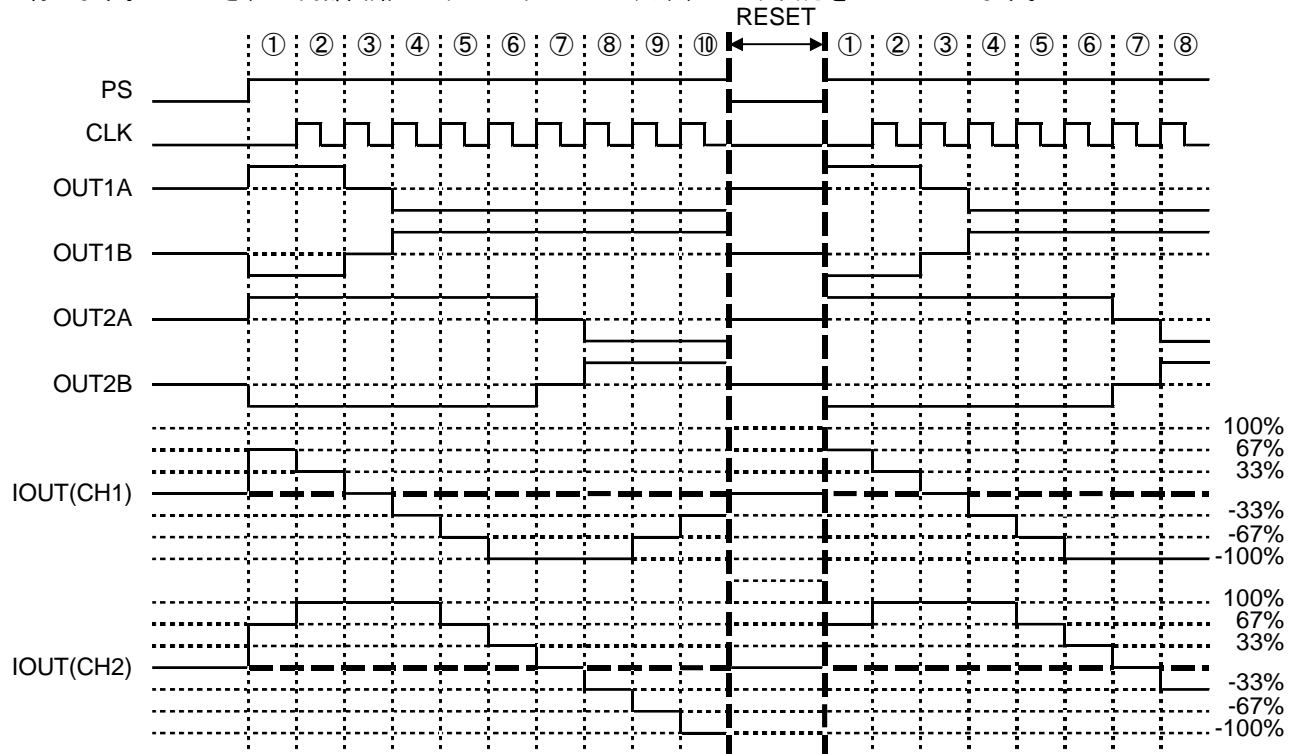 RESET
① ② ③ ④ ⑤ ⑥ ⑦ ⑧ ⑨ ⑩ ① ② ③ ④ ⑤ ⑥ ⑦ ⑧
PS
CLK
OUT1A
OUT1B
OUT2A
OUT2B
100%
67%
33%
IOUT(CH1)
-33%
-67%
-100%
100%
67%
33%
IOUT(CH2)
-33%
-67%
-100%